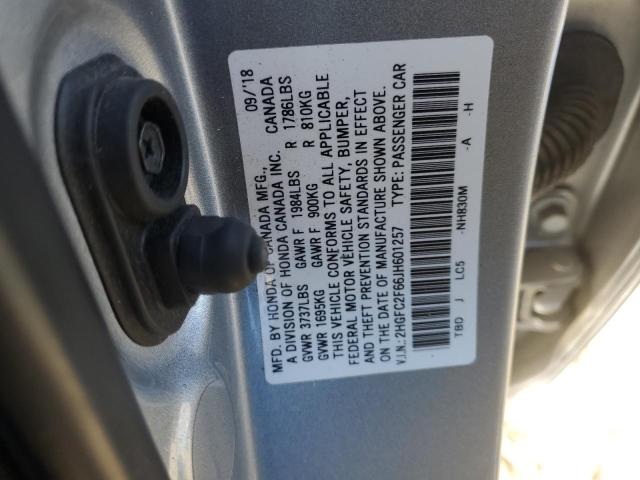 MFD. BY HONDA OF CANADA MFG., 09/'18
A DIVISION OF HONDA CANADA INC. CANADA
GVWR 3737LBS GAWR F 1984LBS R 1786LBS
GVWR 1695KG GAWR F 900KG R 810KG
THIS VEHICLE CONFORMS TO ALL APPLICABLE
FEDERAL MOTOR VEHICLE SAFETY, BUMPER,
AND THEFT PREVENTION STANDARDS IN EFFECT
ON THE DATE OF MANUFACTURE SHOWN ABOVE.
V.I.N.: 2HGFC2F66JH601257 TYPE: PASSENGER CAR
TBD J LC5 -NH830M -A -H